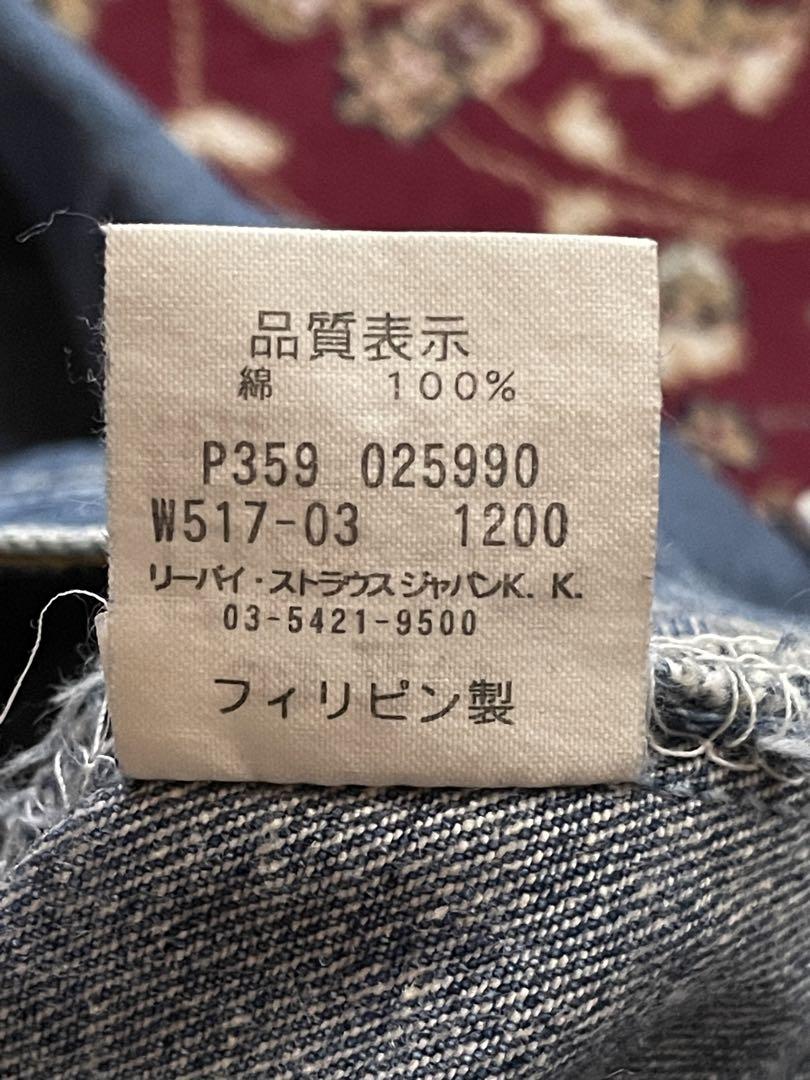 品質表示
綿 100%
P359 025990
W517-03 1200
リーバイ・ストラウスジャパンK. K.
03-5421-9500
フィリピン製